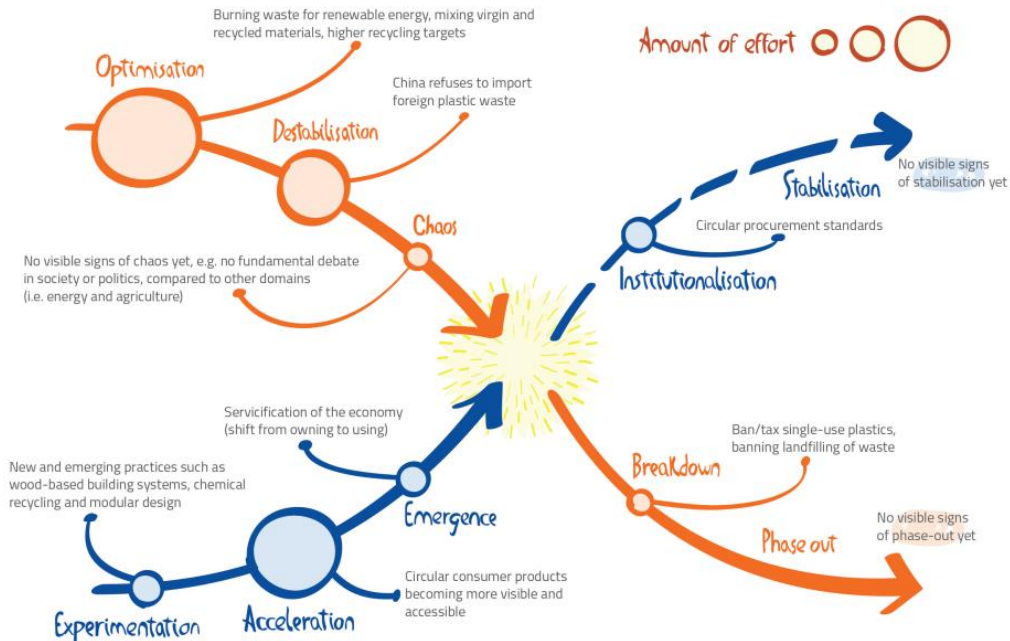 Burning waste for renewable energy, mixing virgin and
recycled materials, higher recycling targets
Amount of effort
Optimisation
China refuses to import
foreign plastic waste
Destabilisation
No visible signs
of stabilisation yet
Stabilisation
Chaos
Circular procurement standards
No visible signs of chaos yet, e.g. no fundamental debate
in society or politics, compared to other domains
(i.e. energy and agriculture)
Institutionalisation
Servicification of the economy
(shift from owning to using)
Ban/tax single-use plastics,
banning landfilling of waste
New and emerging practices such as
wood-based building systems, chemical
recycling and modular design
Breakdown
Emergence
No visible signs
of phase-out yet
Phase out
Circular consumer products
becoming more visible and
accessible
Experimentation
Acceleration